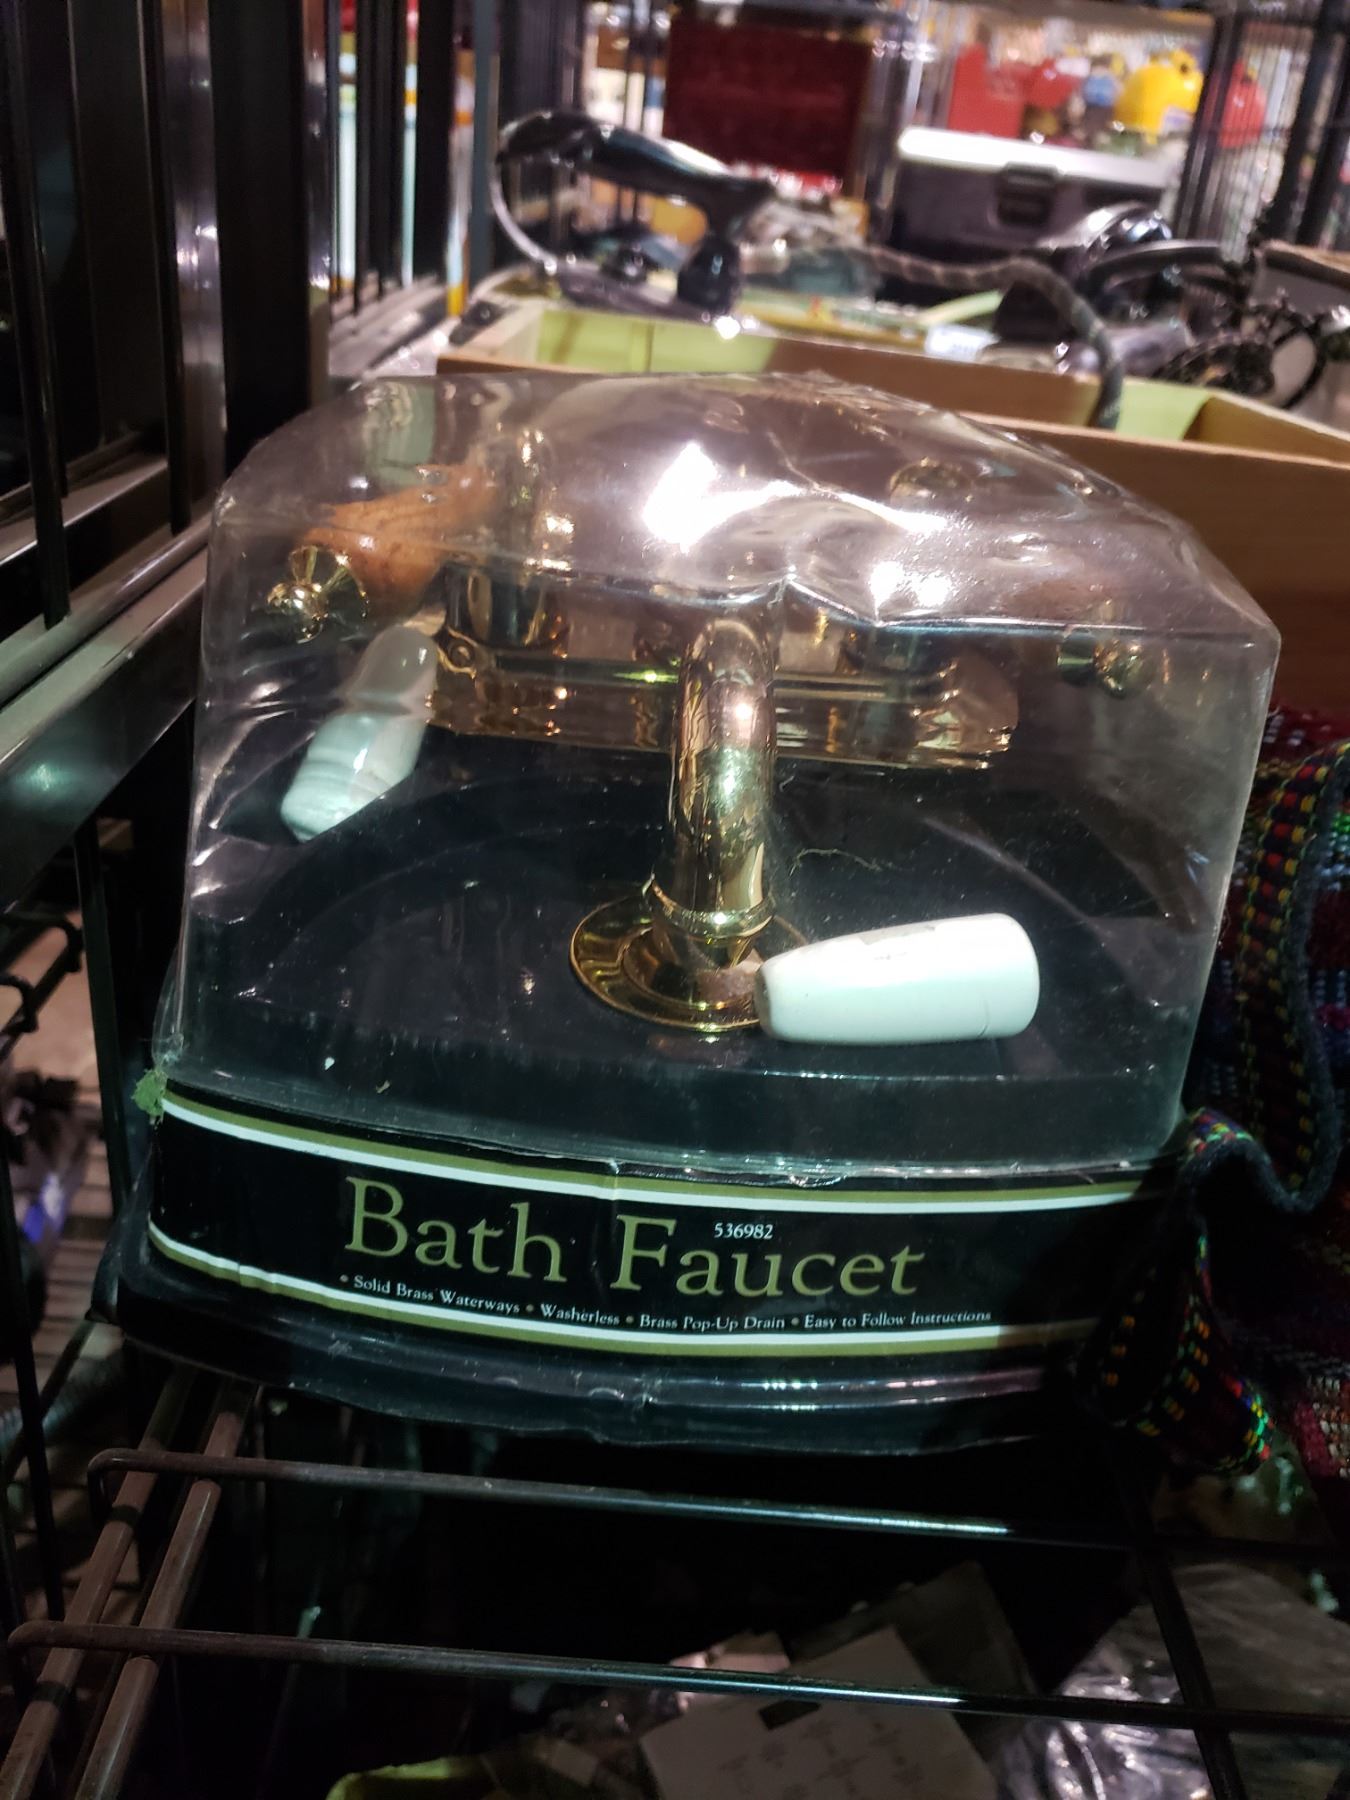 Bath Faucet
536982
• Solid Brass Waterways • Washerless • Brass Pop-Up Drain • Easy to Follow Instructions